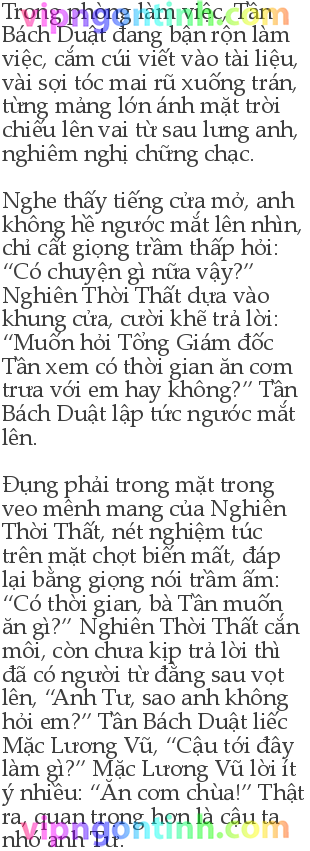 Trong phòng làm việc, Tần
Bách Duật đang bận rộn làm
việc, cắm cúi viết vào tài liệu,
vài sợi tóc mai rũ xuống trán,
từng mảng lớn ánh mặt trời
chiếu lên vai từ sau lưng anh,
nghiêm nghị chững chạc.

Nghe thấy tiếng cửa mở, anh
không hề ngước mắt lên nhìn,
chỉ cất giọng trầm thấp hỏi:
“Có chuyện gì nữa vậy?”
Nghiên Thời Thất dựa vào
khung cửa, cười khẽ trả lời:
“Muốn hỏi Tổng Giám đốc
Tần xem có thời gian ăn cơm
trưa với em hay không?” Tần
Bách Duật lập tức ngước mắt
lên.

Đụng phải trong mặt trong
veo mênh mang của Nghiên
Thời Thất, nét nghiêm túc
trên mặt chợt biến mất, đáp
lại bằng giọng nói trầm ấm:
“Có thời gian, bà Tần muốn
ăn gì?” Nghiên Thời Thất cắn
môi, còn chưa kịp trả lời thì
đã có người từ đằng sau vọt
lên, “Anh Tư, sao anh không
hỏi em?” Tần Bách Duật liếc
Mặc Lương Vũ, “Cậu tới đây
làm gì?” Mặc Lương Vũ lời ít
ý nhiều: “Ăn cơm chùa!” Thật
ra, quan trọng hơn là cậu ta
nhớ anh Tư.
vipngontinh.com
vipngontinh.com